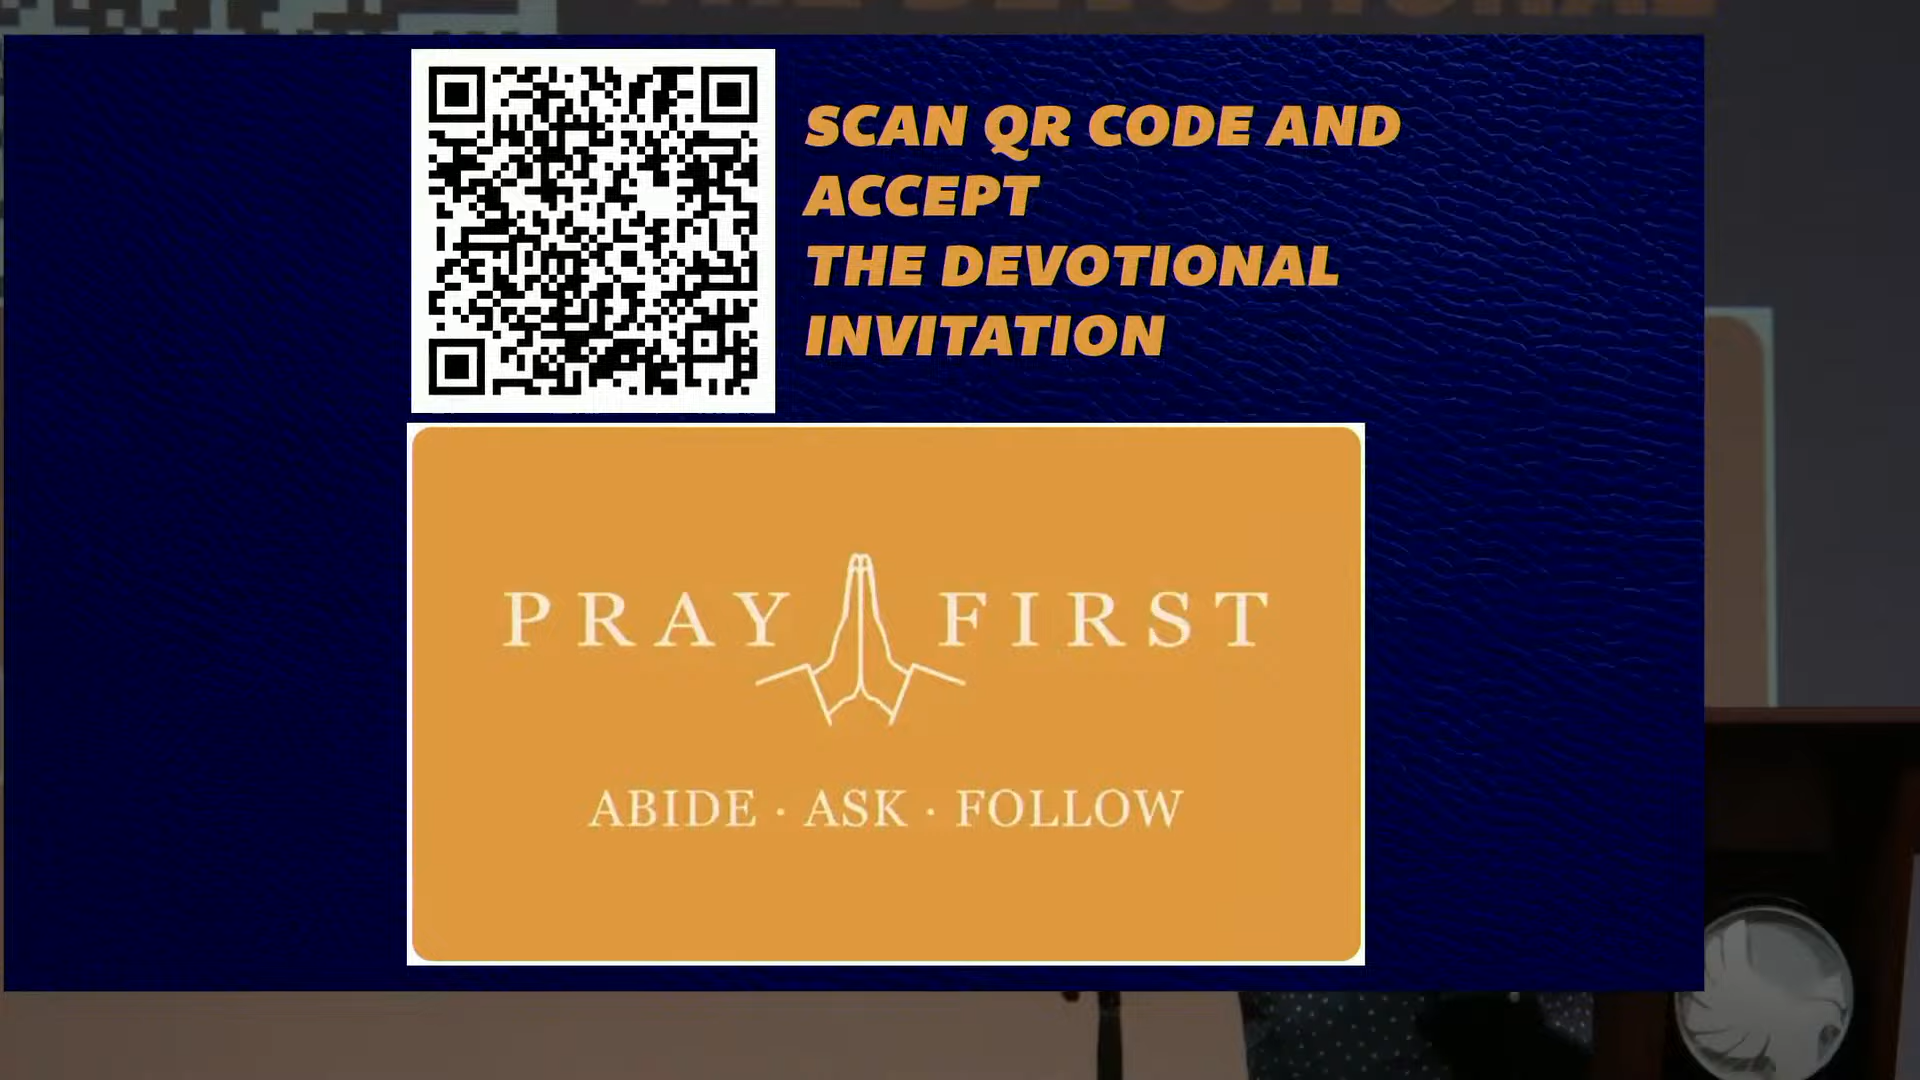 SCAN QR CODE AND
ACCEPT
THE DEVOTIONAL
INVITATION
PRAY FIRST
ABIDE · ASK · FOLLOW